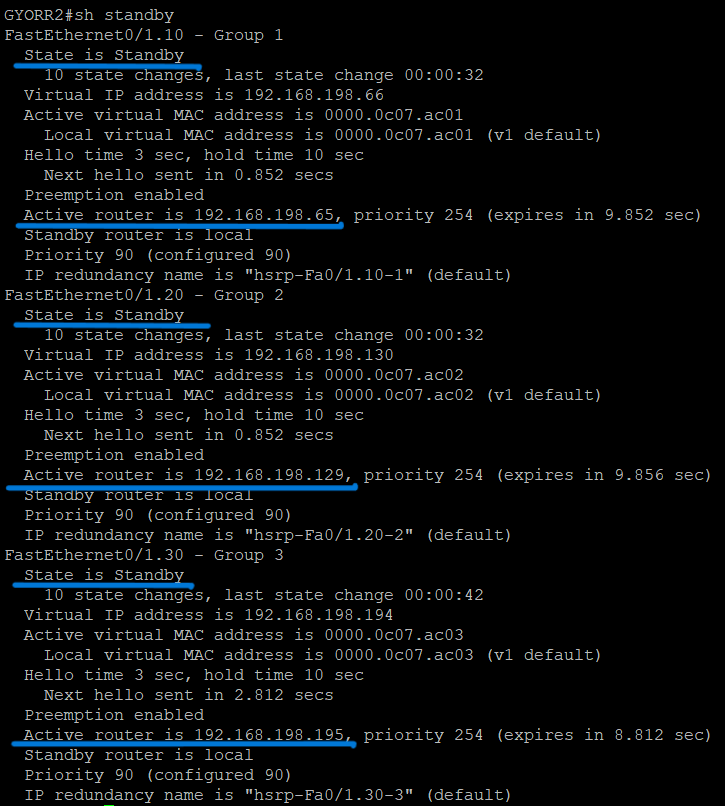 GYORR2#sh standby
FastEthernet0/1.10 - Group 1
State is Standby
10 state changes, last state change 00:00:32
Virtual IP address is 192.168.198.66
Active virtual MAC address is 0000.0c07.ac01
Local virtual MAC address is 0000.0c07.ac01 (v1 default)
Hello time 3 sec, hold time 10 sec
Next hello sent in 0.852 secs
Preemption enabled
Active router is 192.168.198.65, priority 254 (expires in 9.852 sec)
Standby router is local
Priority 90 (configured 90)
IP redundancy name is "hsrp-Fa0/1.10-1" (default)
FastEthernet0/1.20 - Group 2
State is Standby
10 state changes, last state change 00:00:32
Virtual IP address is 192.168.198.130
Active virtual MAC address is 0000.0c07.ac02
Local virtual MAC address is 0000.0c07.ac02 (v1 default)
Hello time 3 sec, hold time 10 sec
Next hello sent in 0.852 secs
Preemption enabled
Active router is 192.168.198.129, priority 254 (expires in 9.856 sec)
Standby router is local
Priority 90 (configured 90)
IP redundancy name is "hsrp-Fa0/1.20-2" (default)
FastEthernet0/1.30 - Group 3
State is Standby
10 state changes, last state change 00:00:42
Virtual IP address is 192.168.198.194
Active virtual MAC address is 0000.0c07.ac03
Local virtual MAC address is 0000.0c07.ac03 (v1 default)
Hello time 3 sec, hold time 10 sec
Next hello sent in 2.812 secs
Preemption enabled
Active router is 192.168.198.195, priority 254 (expires in 8.812 sec)
Standby router is local
Priority 90 (configured 90)
IP redundancy name is "hsrp-Fa0/1.30-3" (default)